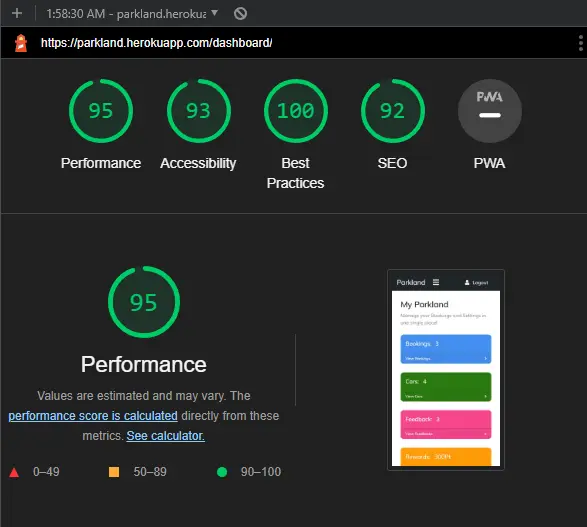 1:58:30 AM - parkland.heroku
https://parkland.herokuapp.com/dashboard/
95
93
100
92
PWA
Performance
Accessibility
Best
Practices
SEO
PWA
95
Performance
Values are estimated and may vary. The
performance score is calculated directly from these
metrics. See calculator.
0–49
50–89
90–100
Parkland
Logout
My Parkland
Manage your Bookings and Settings in
one single place!
Bookings: 3
View Bookings
Cars: 4
View Cars
Feedback: 3
View Feedback
Rewards: 300Pt